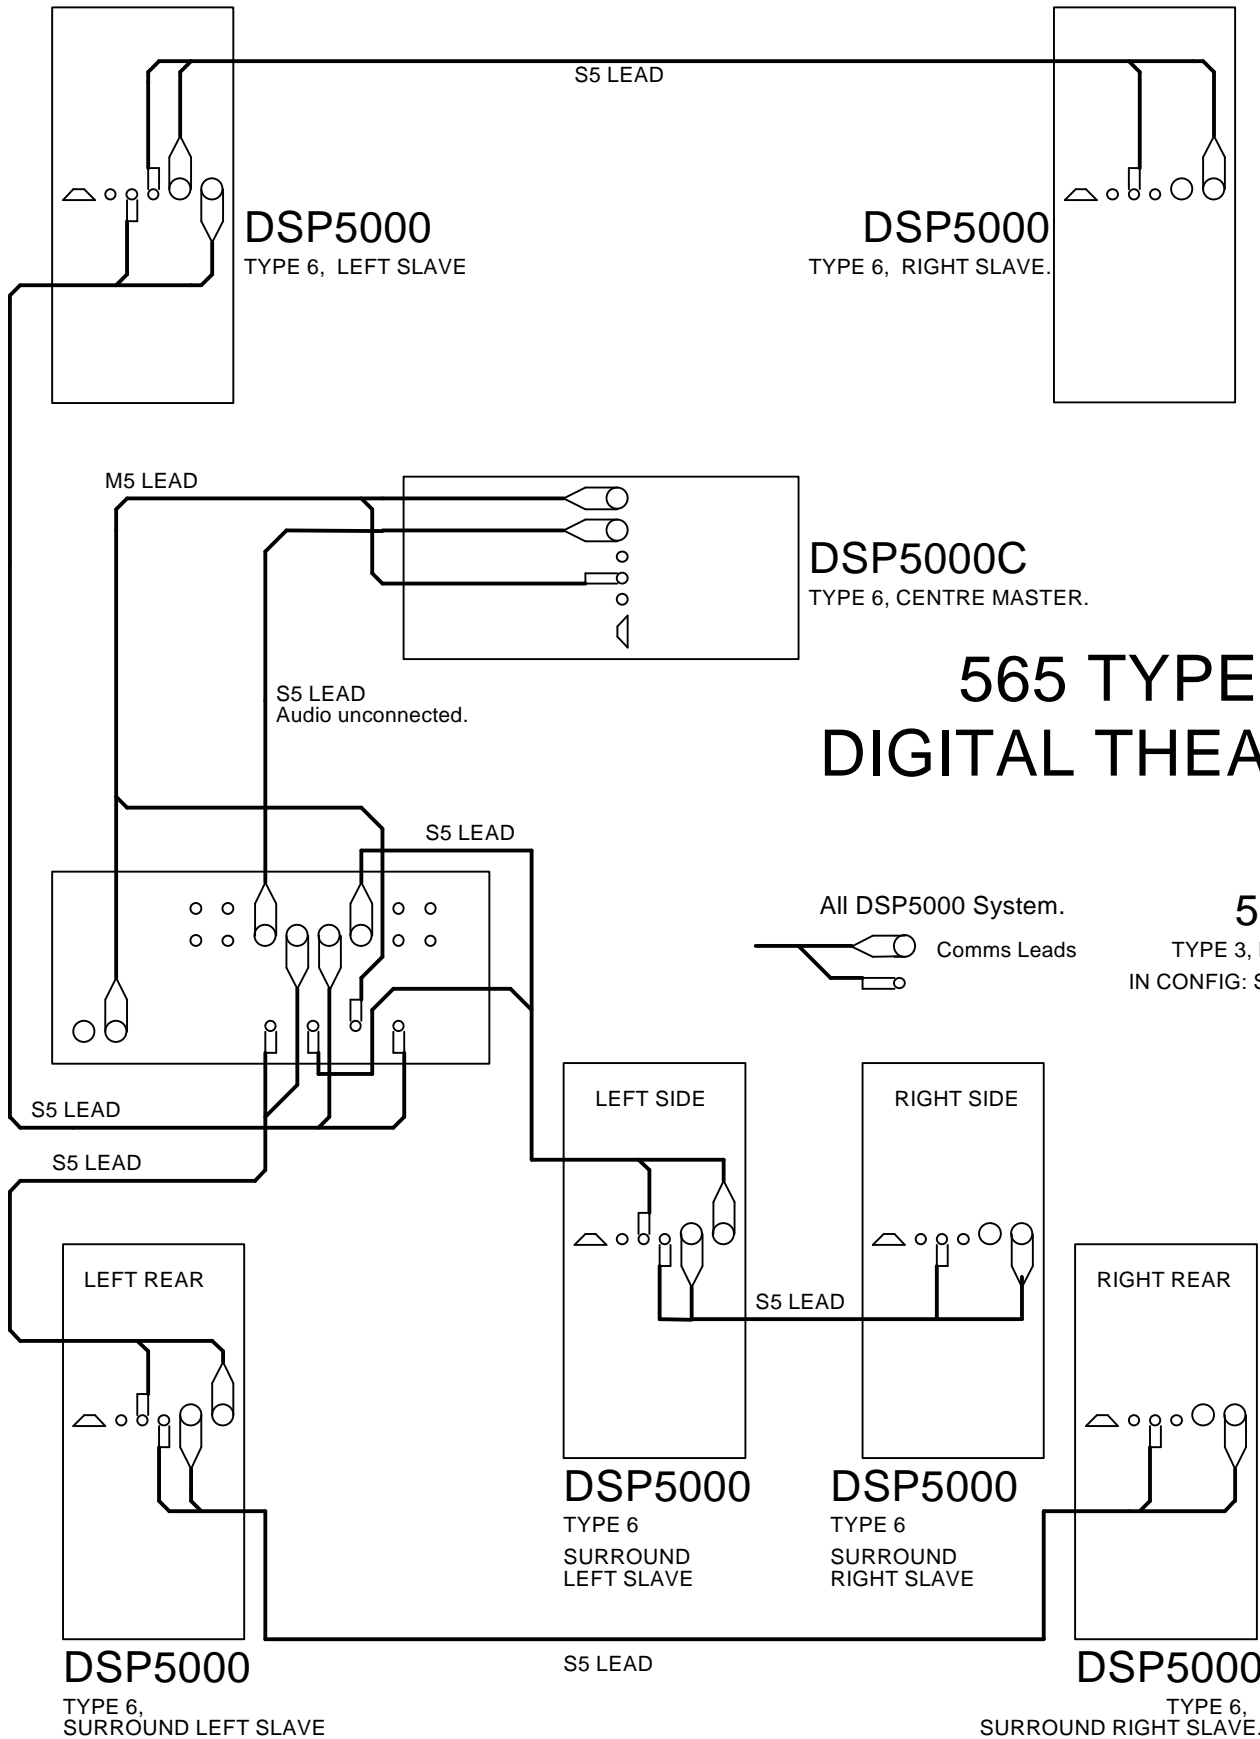 S5 LEAD
DSP5000
TYPE 6, LEFT SLAVE
DSP5000
TYPE 6, RIGHT SLAVE.
M5 LEAD
DSP5000C
TYPE 6, CENTRE MASTER.
565 TYPE
DIGITAL THEA
S5 LEAD
Audio unconnected.
S5 LEAD
All DSP5000 System.
Comms Leads
5
TYPE 3,
IN CONFIG: S
S5 LEAD
S5 LEAD
LEFT SIDE
RIGHT SIDE
LEFT REAR
S5 LEAD
RIGHT REAR
DSP5000
TYPE 6
SURROUND
LEFT SLAVE
DSP5000
TYPE 6
SURROUND
RIGHT SLAVE
DSP5000
TYPE 6,
SURROUND LEFT SLAVE
S5 LEAD
DSP5000
TYPE 6,
SURROUND RIGHT SLAVE.